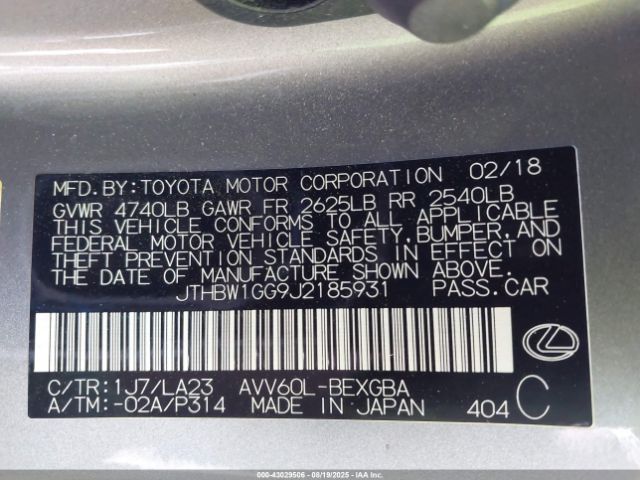 MFD.BY:TOYOTA MOTOR CORPORATION 02/18
GVWR 4740LB GAWR FR 2625LB RR 2540LB
THIS VEHICLE CONFORMS TO ALL APPLICABLE
FEDERAL MOTOR VEHICLE SAFETY,BUMPER,AND
THEFT PREVENTION STANDARDS IN EFFECT ON
THE DATE OF MANUFACTURE SHOWN ABOVE.
JTHBW1GG9J2185931 PASS.CAR
C/TR:1J7/LA23 AVV60L-BEXGBA
A/TM:-02A/P314 MADE IN JAPAN 404 C
000-43029506 - 08/19/2025 - IAAI.COM